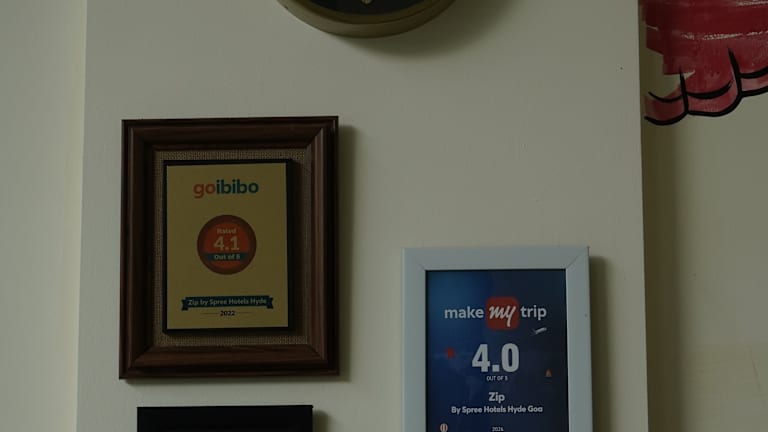 goibibo
Rated
4.1
Out of 5
Zip by Spree Hotels Hyde
2022
make my trip
4.0
OUT OF 5
Zip
By Spree Hotels Hyde Goa
2024